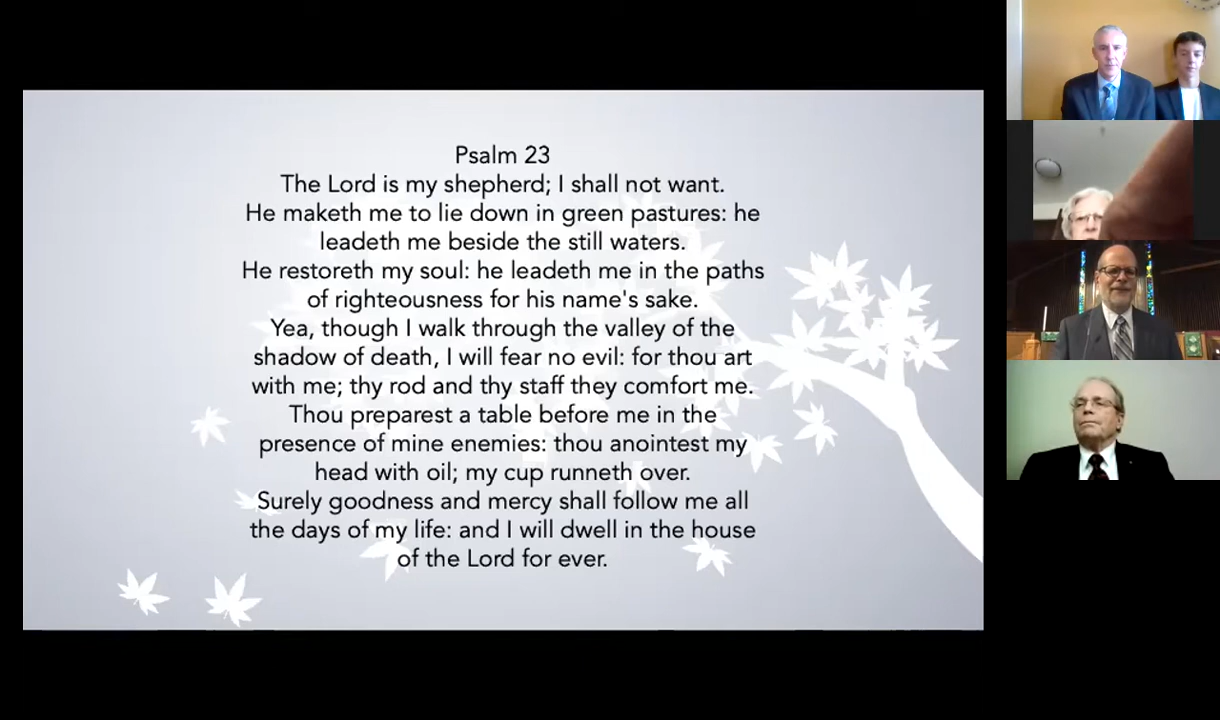 Psalm 23
The Lord is my shepherd; I shall not want.
He maketh me to lie down in green pastures: he
leadeth me beside the still waters.
He restoreth my soul: he leadeth me in the paths
of righteousness for his name's sake.
Yea, though I walk through the valley of the
shadow of death, I will fear no evil: for thou art
with me; thy rod and thy staff they comfort me.
Thou preparest a table before me in the
presence of mine enemies: thou anointest my
head with oil; my cup runneth over.
Surely goodness and mercy shall follow me all
the days of my life: and I will dwell in the house
of the Lord for ever.